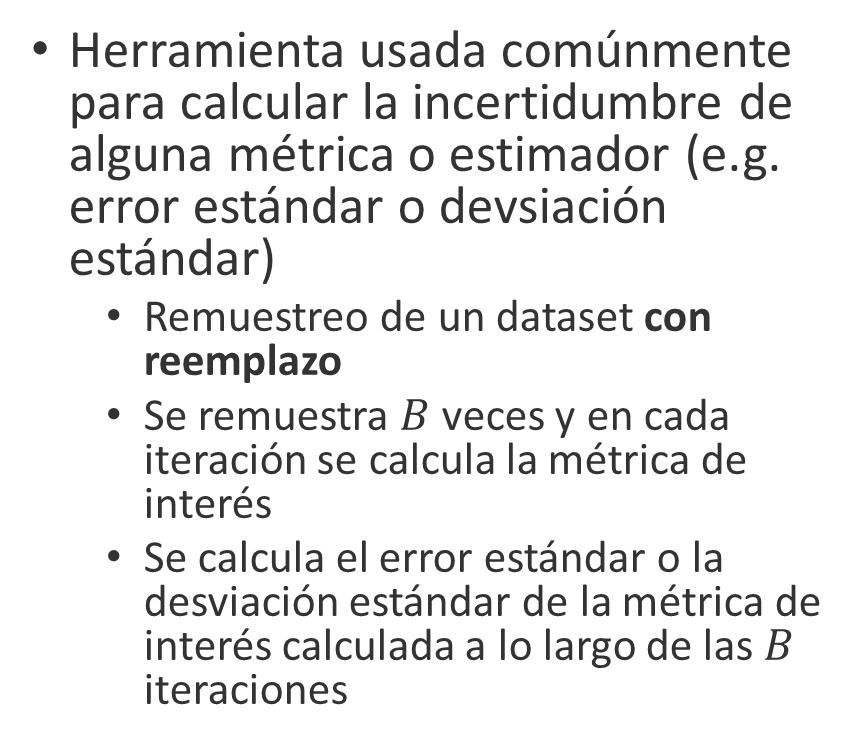 • Herramienta usada comúnmente
para calcular la incertidumbre de
alguna métrica o estimador (e.g.
error estándar o devsiación
estándar)
• Remuestreo de un dataset con
reemplazo
• Se remuestra B veces y en cada
iteración se calcula la métrica de
interés
• Se calcula el error estándar o la
desviación estándar de la métrica de
interés calculada a lo largo de las B
iteraciones